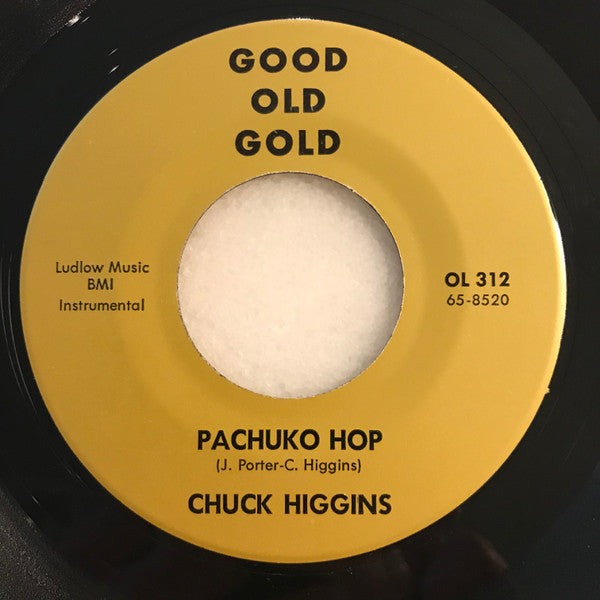 GOOD
OLD
GOLD
Ludlow Music
BMI
Instrumental
OL 312
65-8520
PACHUKO HOP
(J. Porter-C. Higgins)
CHUCK HIGGINS